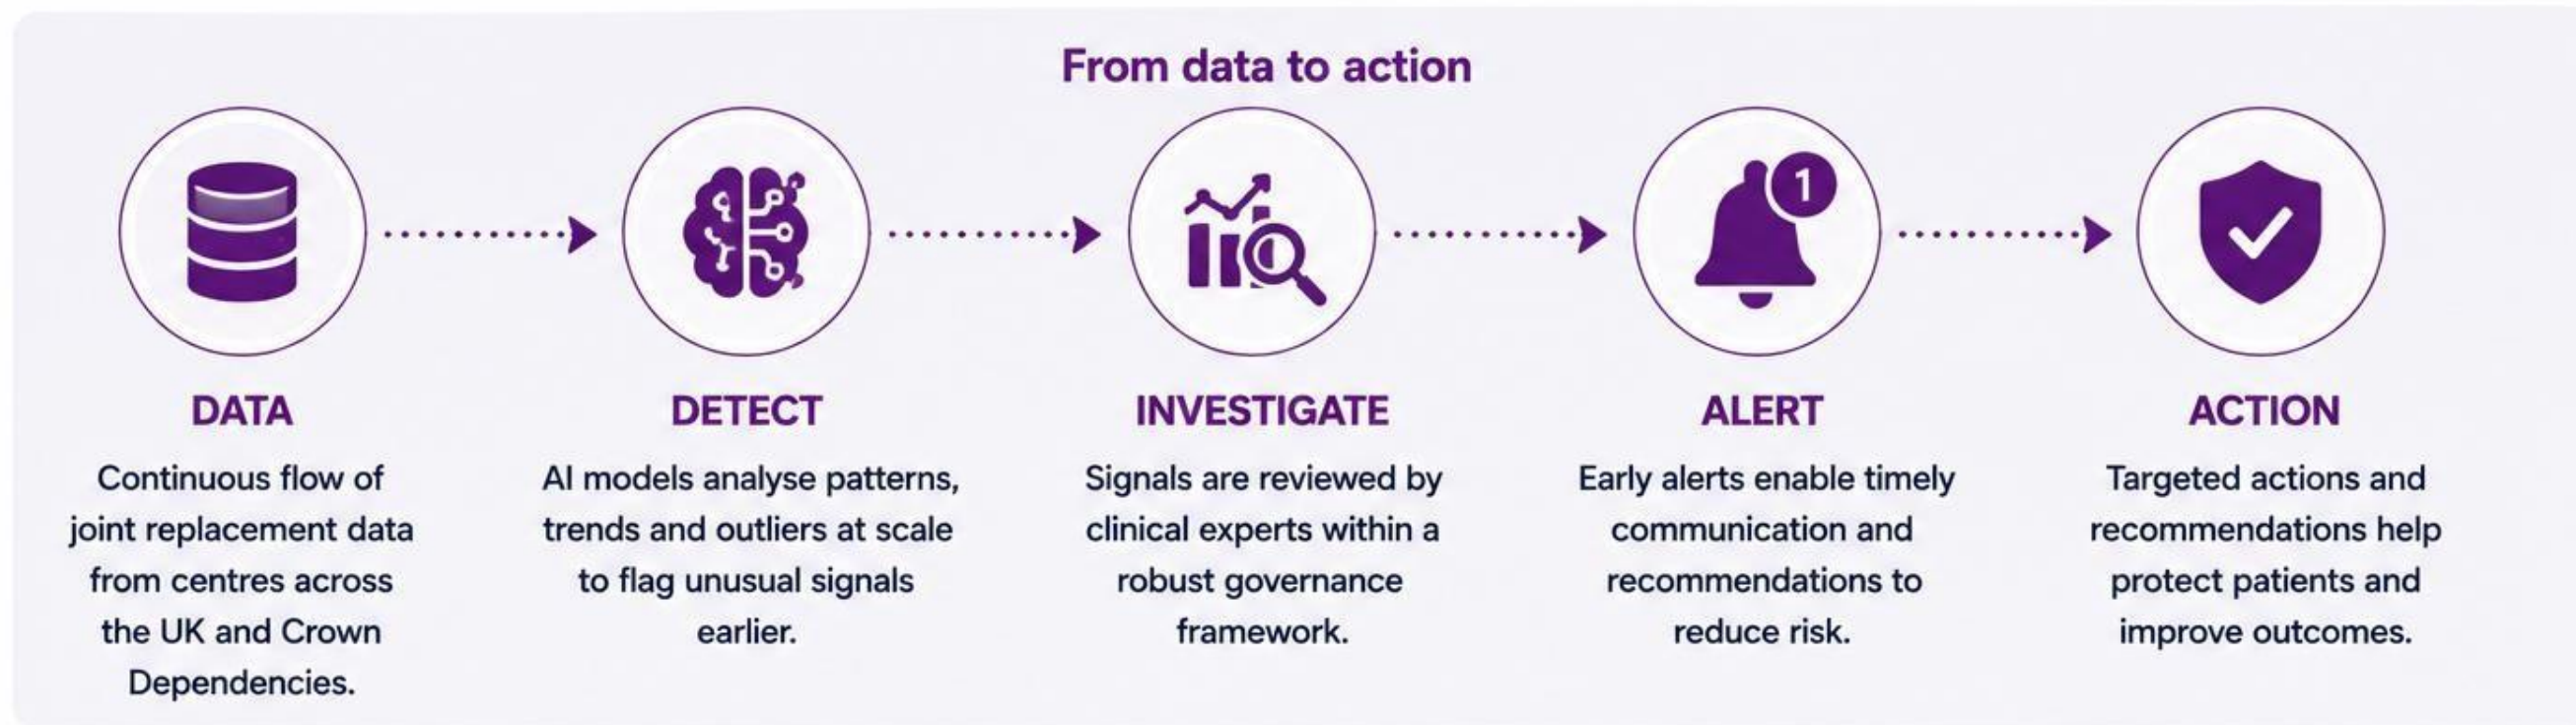 From data to action
1
DATA
Continuous flow of
joint replacement data
from centres across
the UK and Crown
Dependencies.
DETECT
AI models analyse patterns,
trends and outliers at scale
to flag unusual signals
earlier.
INVESTIGATE
Signals are reviewed by
clinical experts within a
robust governance
framework.
ALERT
Early alerts enable timely
communication and
recommendations to
reduce risk.
ACTION
Targeted actions and
recommendations help
protect patients and
improve outcomes.